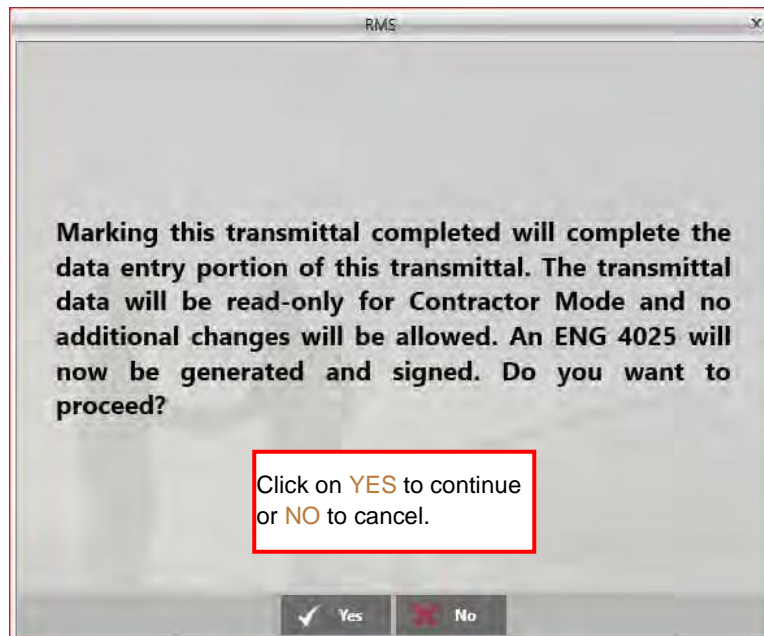 RMS x
Marking this transmittal completed will complete the
data entry portion of this transmittal. The transmittal
data will be read-only for Contractor Mode and no
additional changes will be allowed. An ENG 4025 will
now be generated and signed. Do you want to
proceed?
Click on YES to continue
or NO to cancel.
Yes No